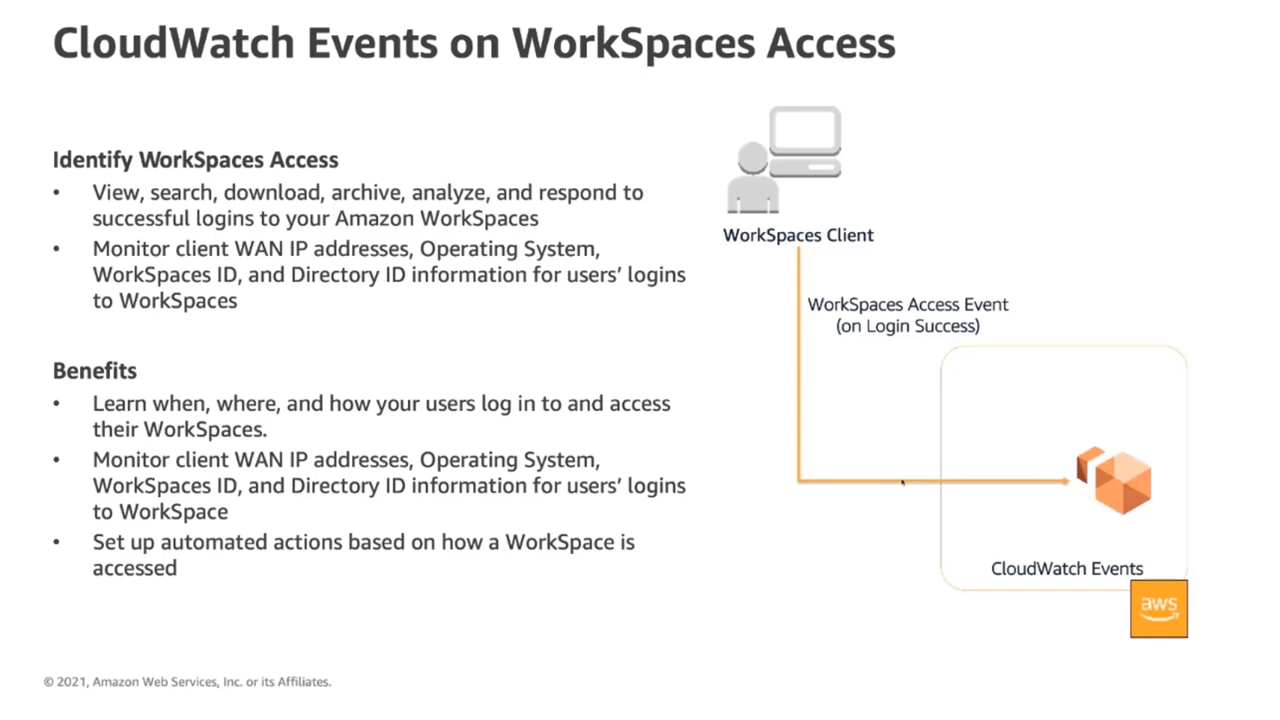 CloudWatch Events on WorkSpaces Access
Identify WorkSpaces Access
• View, search, download, archive, analyze, and respond to
successful logins to your Amazon WorkSpaces
• Monitor client WAN IP addresses, Operating System,
WorkSpaces ID, and Directory ID information for users’ logins
to WorkSpaces
Benefits
• Learn when, where, and how your users log in to and access
their WorkSpaces.
• Monitor client WAN IP addresses, Operating System,
WorkSpaces ID, and Directory ID information for users’ logins
to WorkSpace
• Set up automated actions based on how a WorkSpace is
accessed
WorkSpaces Client
WorkSpaces Access Event
(on Login Success)
CloudWatch Events
aws
© 2021, Amazon Web Services, Inc. or its Affiliates.